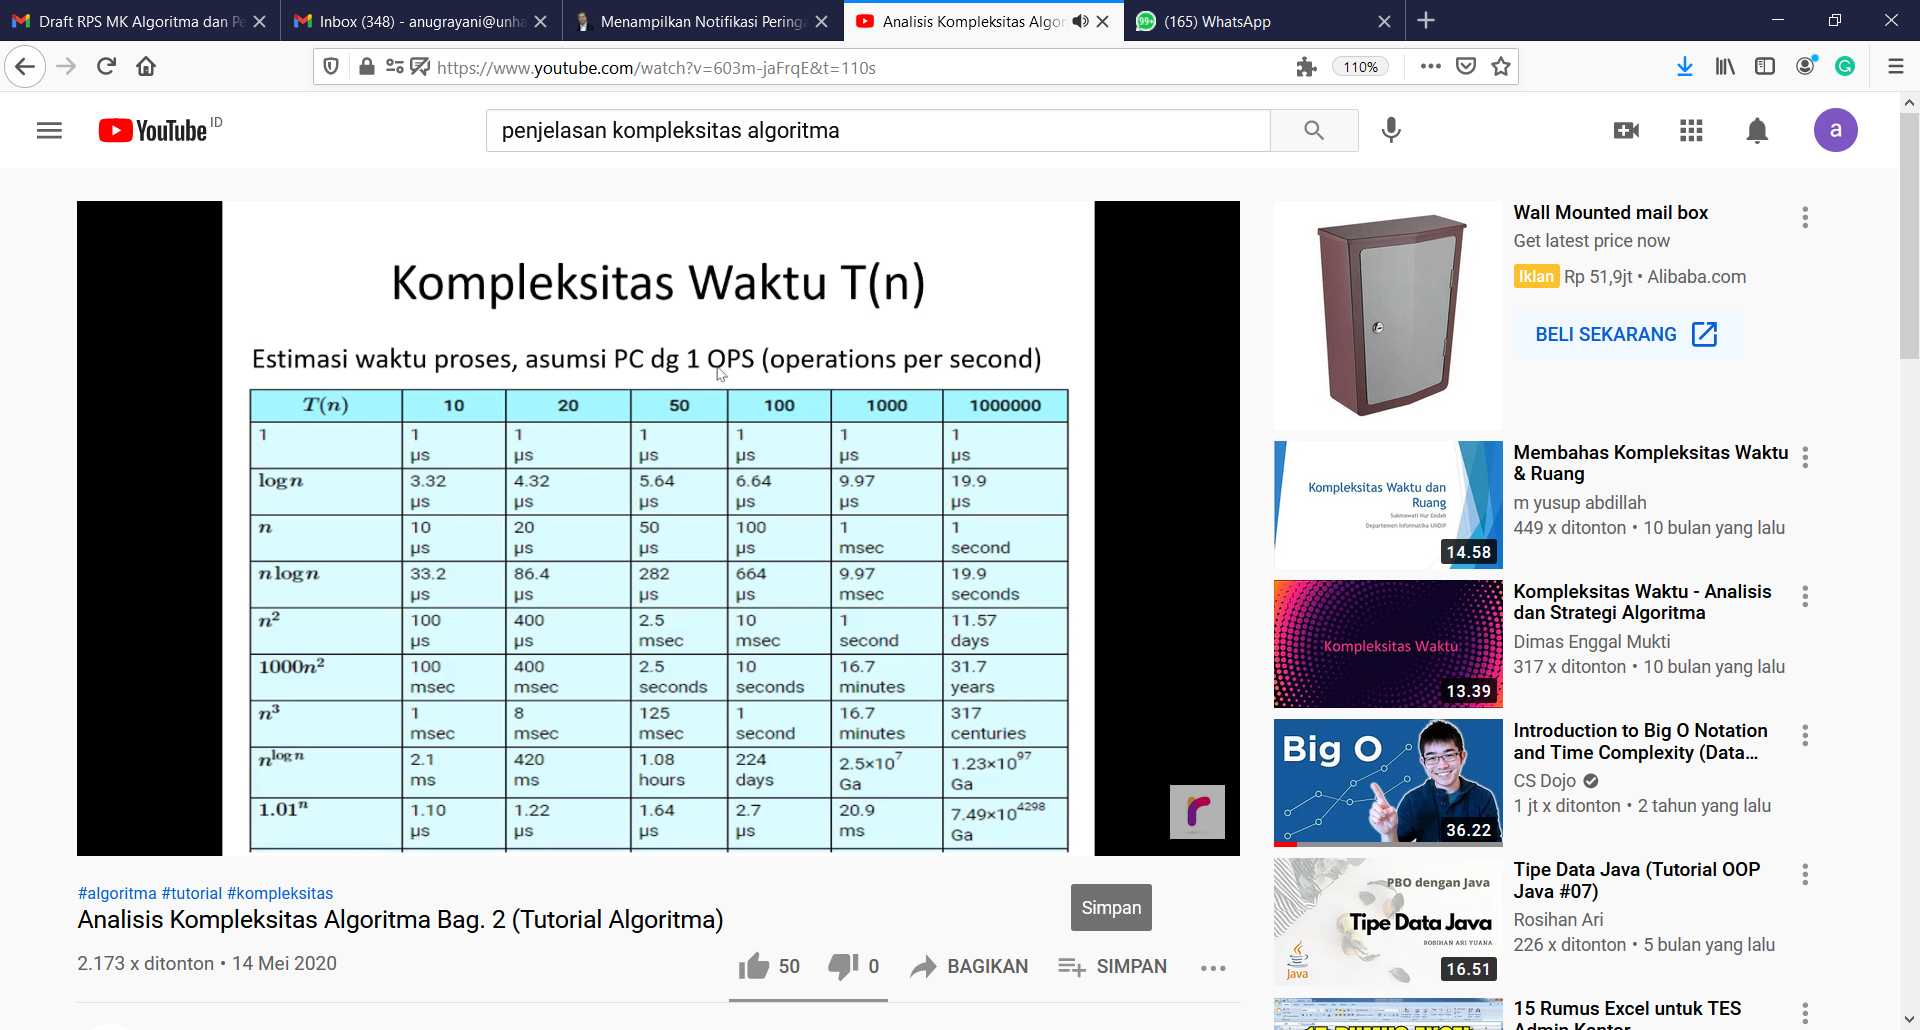 Draft RPS MK Algoritma dan Pe
Inbox (348) - anugrayani@unha
Menampilkan Notifikasi Peringa
Analisis Kompleksitas Algor
99+
(165) WhatsApp
https://www.youtube.com/watch?v=603m-jaFrqE&t=110s
110%
YouTube ID
penjelasan kompleksitas algoritma
a
Kompleksitas Waktu T(n)
Estimasi waktu proses, asumsi PC dg 1 OPS (operations per second)
T(n) 10 20 50 100 1000 1000000
1 1 µs 1 µs 1 µs 1 µs 1 µs 1 µs
log n 3.32 µs 4.32 µs 5.64 µs 6.64 µs 9.97 µs 19.9 µs
n 10 µs 20 µs 50 µs 100 µs 1 msec 1 second
n log n 33.2 µs 86.4 µs 282 µs 664 µs 9.97 msec 19.9 seconds
n² 100 µs 400 µs 2.5 msec 10 msec 1 second 11.57 days
1000n² 100 msec 400 msec 2.5 seconds 10 seconds 16.7 minutes 31.7 years
n³ 1 msec 8 msec 125 msec 1 second 16.7 minutes 317 centuries
n^log n 2.1 ms 420 ms 1.08 hours 224 days 2.5×10⁷ Ga 1.23×10⁹⁷ Ga
1.01ⁿ 1.10 µs 1.22 µs 1.64 µs 2.7 µs 20.9 ms 7.49×10⁴²⁹⁸ Ga
r
#algoritma #tutorial #kompleksitas
Analisis Kompleksitas Algoritma Bag. 2 (Tutorial Algoritma)
Simpan
2.173 x ditonton • 14 Mei 2020
50
0
BAGIKAN
SIMPAN
Wall Mounted mail box
Get latest price now
Iklan Rp 51,9jt • Alibaba.com
BELI SEKARANG
Kompleksitas Waktu dan
Ruang
Sukmawati Nur Endah
Departemen Informatika UNDIP
14.58
Membahas Kompleksitas Waktu
& Ruang
m yusup abdillah
449 x ditonton • 10 bulan yang lalu
Kompleksitas Waktu
13.39
Kompleksitas Waktu - Analisis
dan Strategi Algoritma
Dimas Enggal Mukti
317 x ditonton • 10 bulan yang lalu
Big O
36.22
Introduction to Big O Notation
and Time Complexity (Data...
CS Dojo
1 jt x ditonton • 2 tahun yang lalu
PBO dengan Java
Tipe Data Java
ROSIHAN ARI YUANA
Java
16.51
Tipe Data Java (Tutorial OOP
Java #07)
Rosihan Ari
226 x ditonton • 5 bulan yang lalu
15 Rumus Excel untuk TES